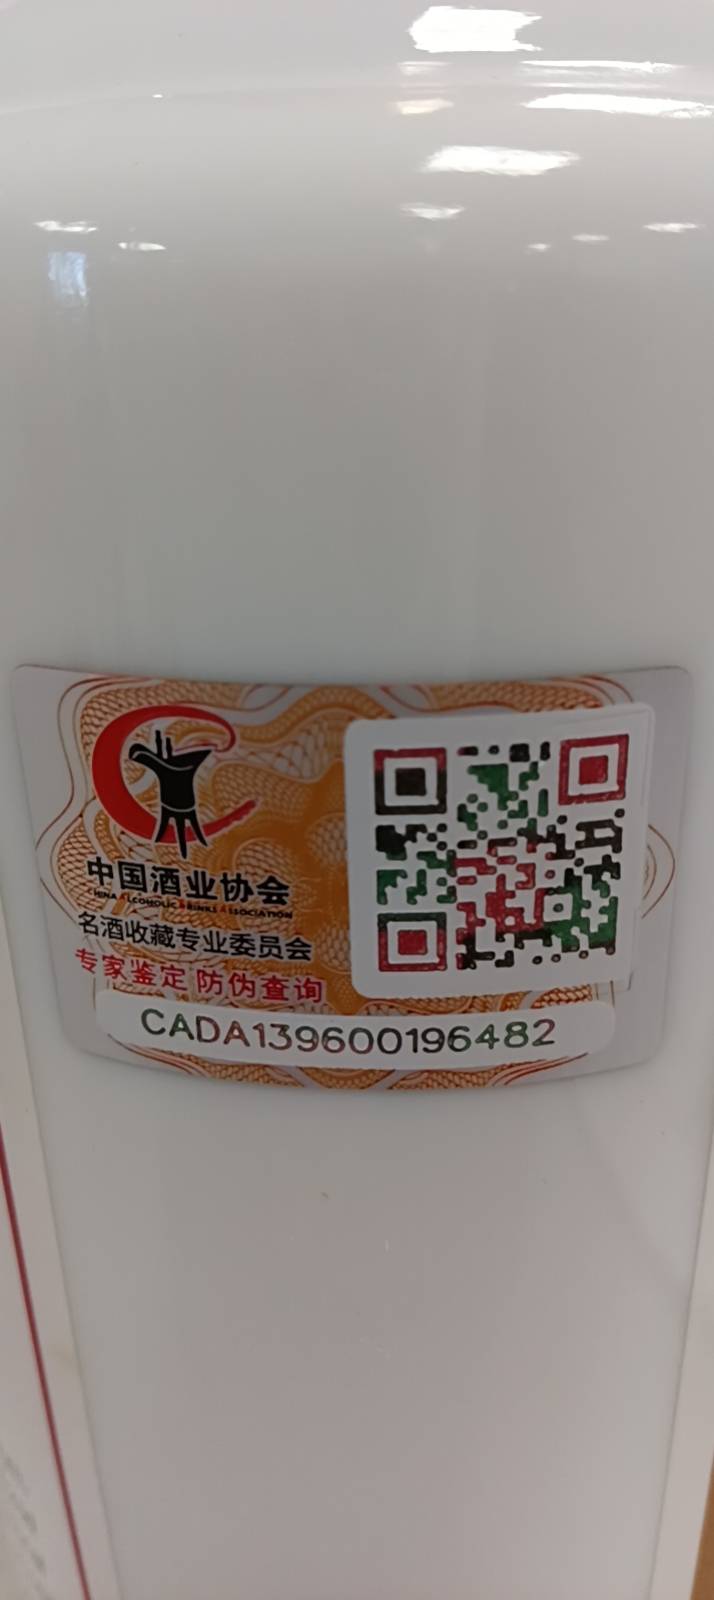 中国酒业协会
CHINA ALCOHOLIC DRINKS ASSOCIATION
名酒收藏专业委员会
专家鉴定 防伪查询
CADA139600196482